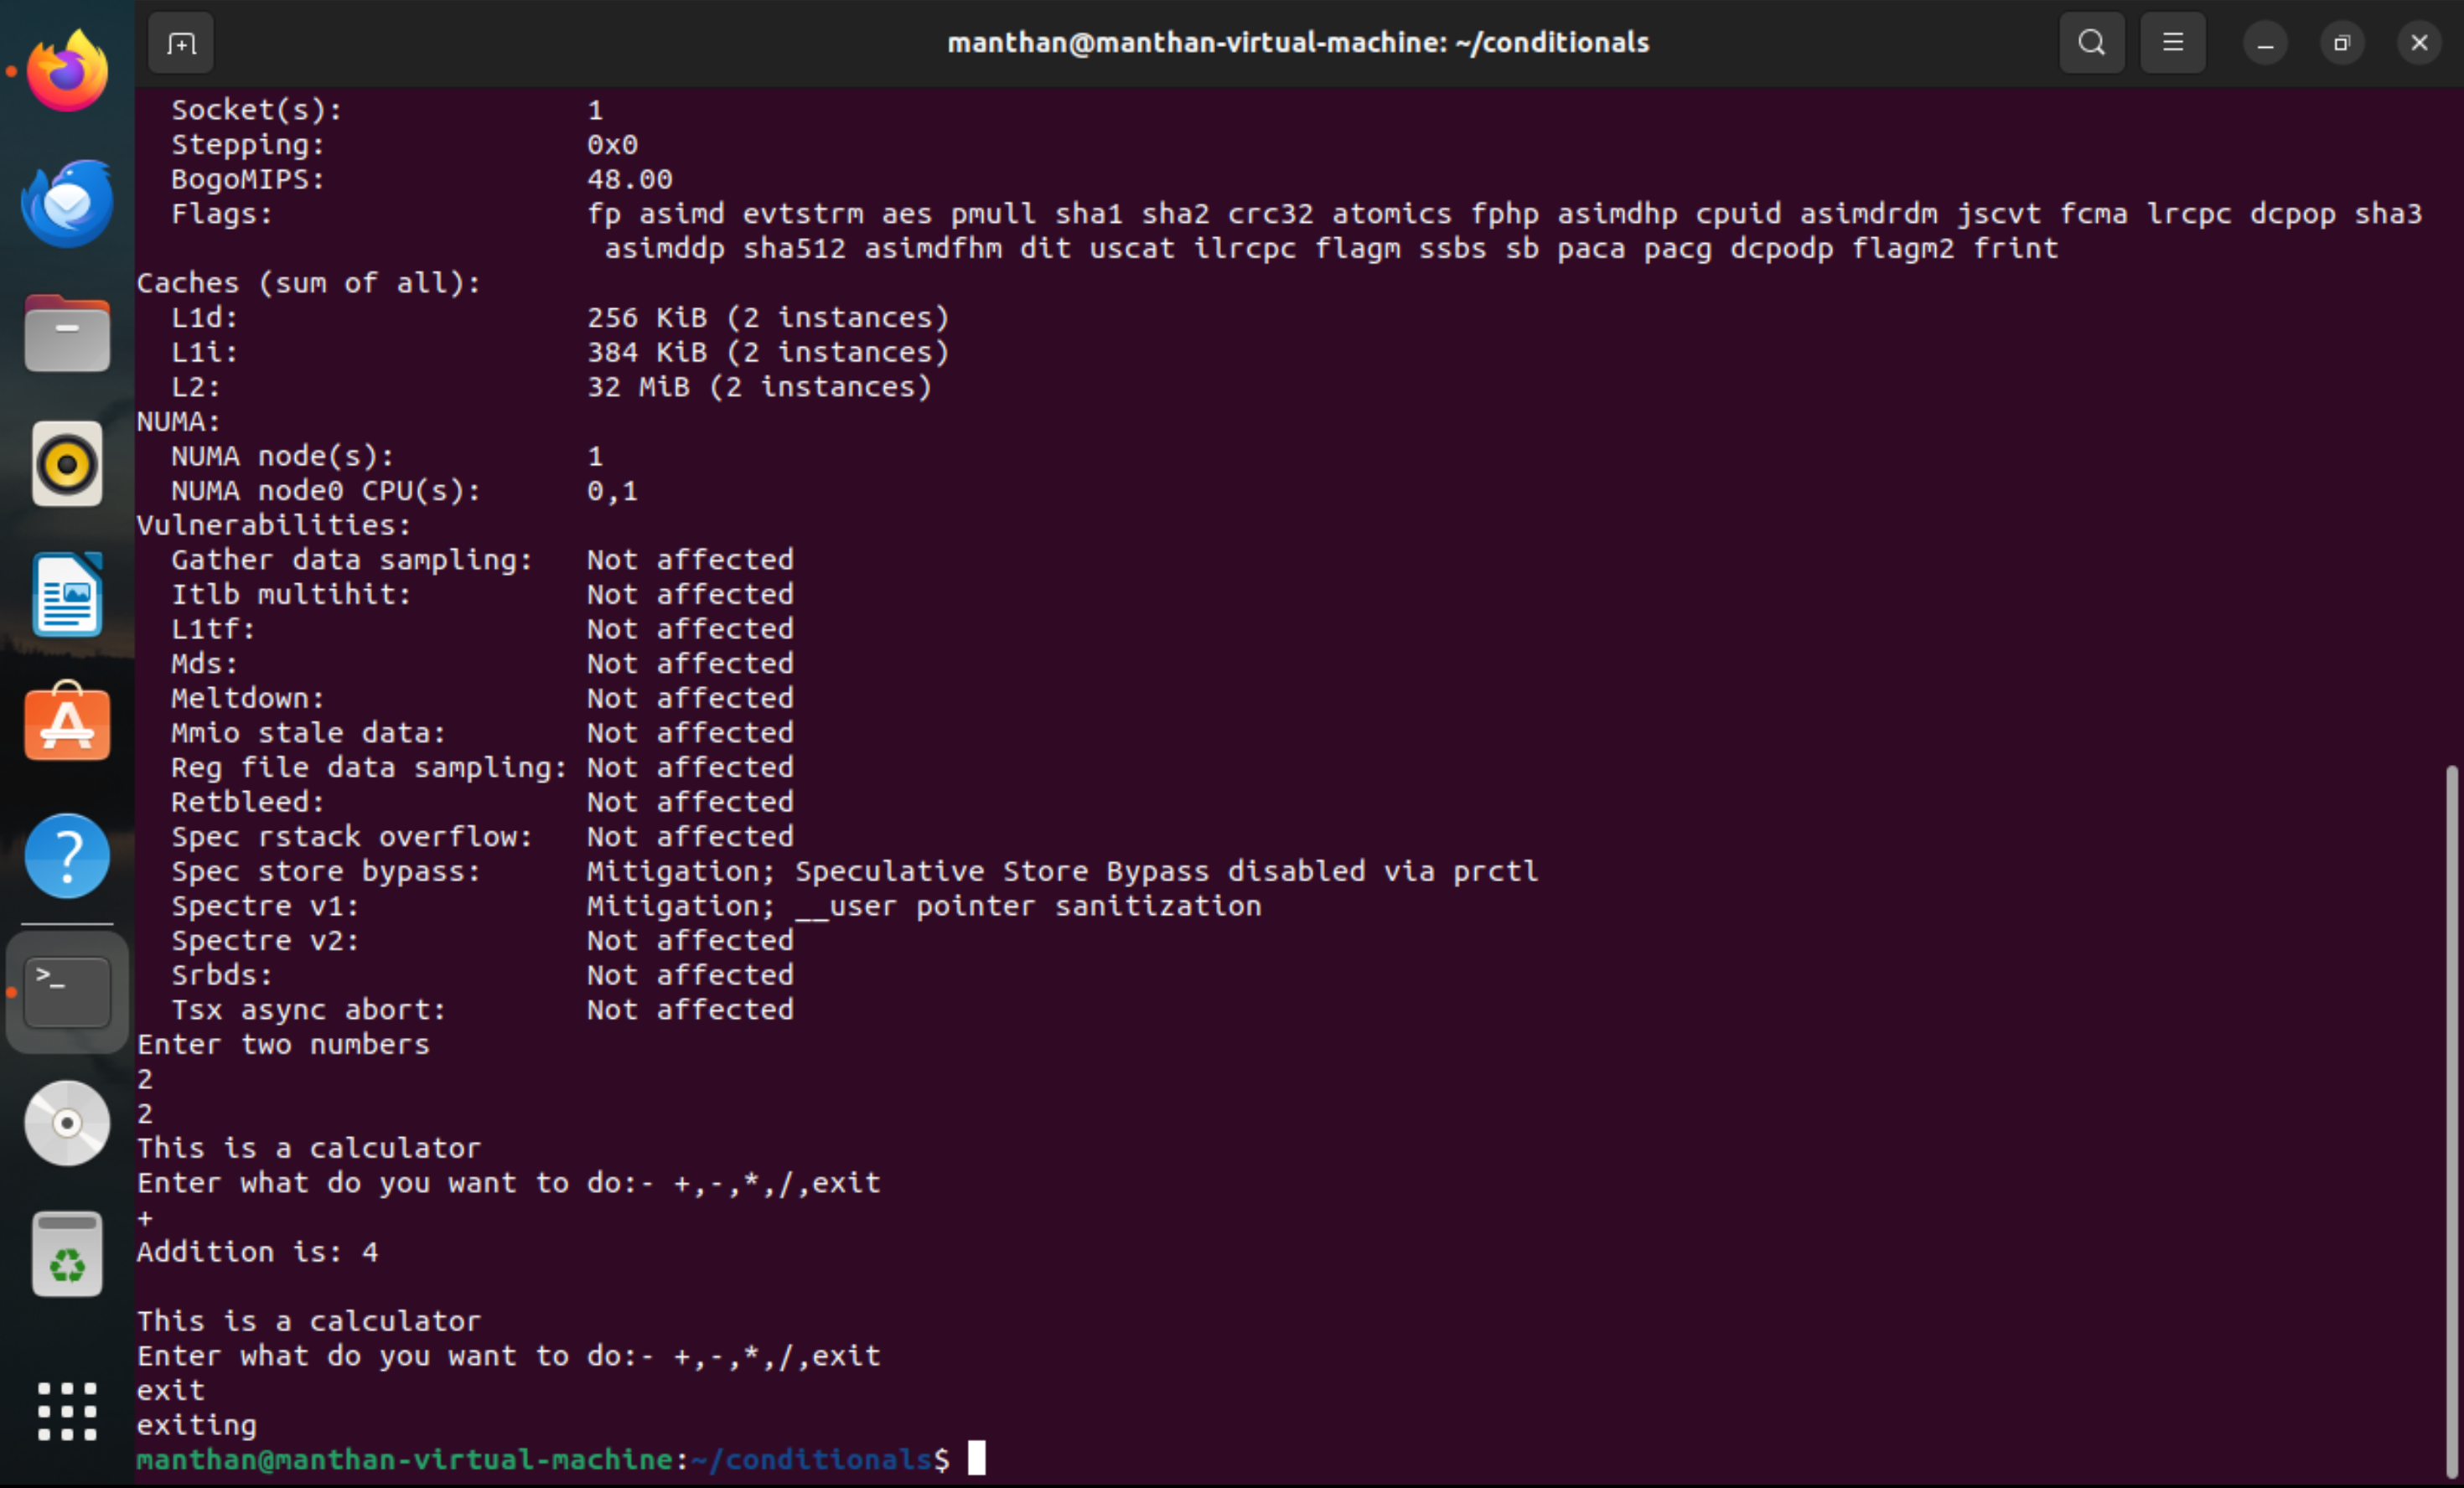 manthan@manthan-virtual-machine: ~/conditionals
Socket(s): 1
Stepping: 0x0
BogoMIPS: 48.00
Flags: fp asimd evtstrm aes pmull sha1 sha2 crc32 atomics fphp asimdhp cpuid asimdrdm jscvt fcma lrcpc dcpop sha3
asimddp sha512 asimdfhm dit uscat ilrcpc flagm ssbs sb paca pacg dcpodp flagm2 frint
Caches (sum of all):
L1d: 256 KiB (2 instances)
L1i: 384 KiB (2 instances)
L2: 32 MiB (2 instances)
NUMA:
NUMA node(s): 1
NUMA node0 CPU(s): 0,1
Vulnerabilities:
Gather data sampling: Not affected
Itlb multihit: Not affected
L1tf: Not affected
Mds: Not affected
Meltdown: Not affected
Mmio stale data: Not affected
Reg file data sampling: Not affected
Retbleed: Not affected
Spec rstack overflow: Not affected
Spec store bypass: Mitigation; Speculative Store Bypass disabled via prctl
Spectre v1: Mitigation; __user pointer sanitization
Spectre v2: Not affected
Srbds: Not affected
Tsx async abort: Not affected
Enter two numbers
2
2
This is a calculator
Enter what do you want to do:- +,-,*,/,exit
+
Addition is: 4
This is a calculator
Enter what do you want to do:- +,-,*,/,exit
exit
exiting
manthan@manthan-virtual-machine:~/conditionals$